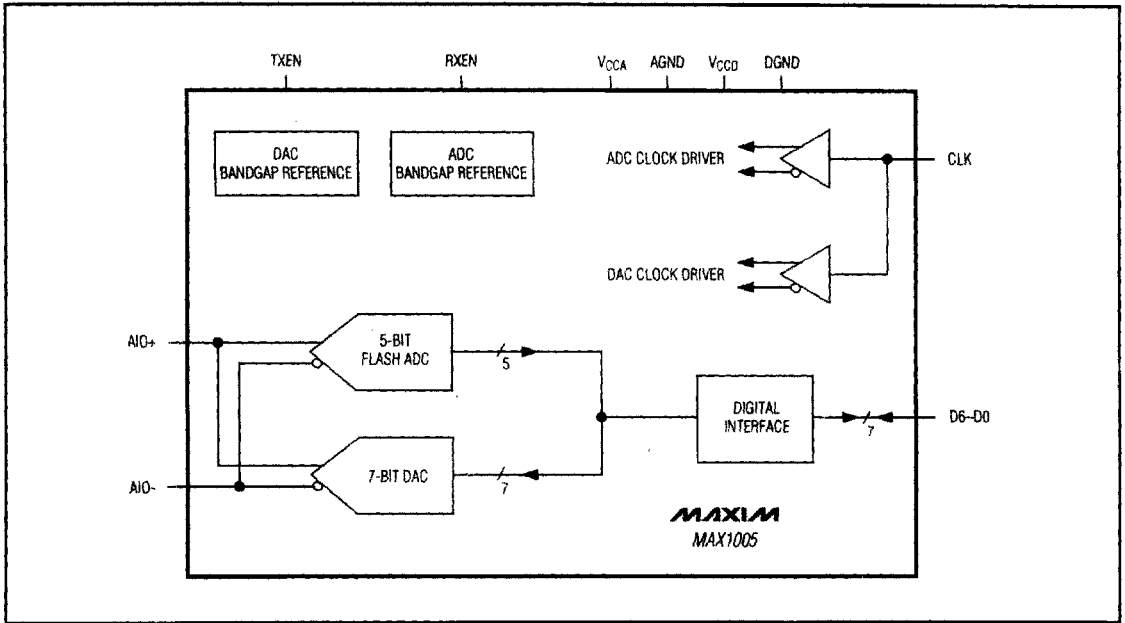 TXEN RXEN VCCA AGND VCCD DGND
DAC
BANDGAP REFERENCE
ADC
BANDGAP REFERENCE
ADC CLOCK DRIVER
CLK
DAC CLOCK DRIVER
AIO+
5-BIT
FLASH ADC
5
DIGITAL
INTERFACE
7
D6–D0
AIO-
7-BIT DAC
7
MAXIM
MAX1005